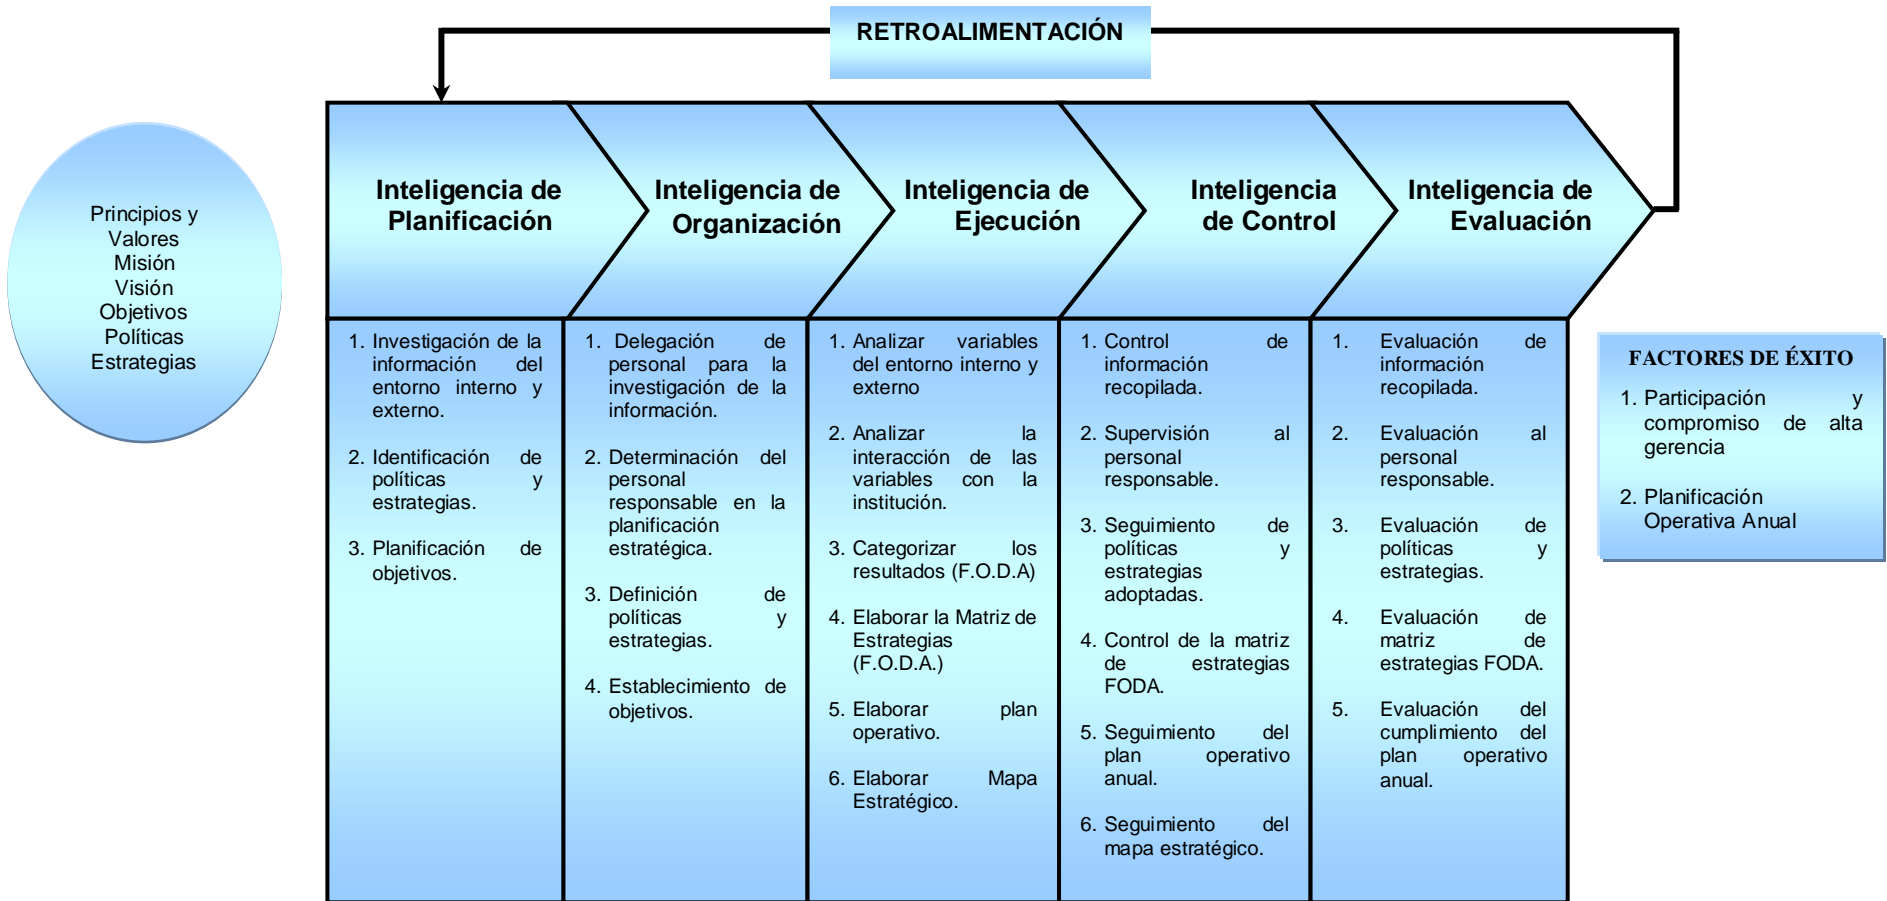 RETROALIMENTACIÓN
Principios y
Valores
Misión
Visión
Objetivos
Políticas
Estrategias
Inteligencia de
Planificación
Inteligencia de
Organización
Inteligencia de
Ejecución
Inteligencia
de Control
Inteligencia de
Evaluación
1. Investigación de la
información del
entorno interno y
externo.
2. Identificación de
políticas y
estrategias.
3. Planificación de
objetivos.
1. Delegación de
personal para la
investigación de la
información.
2. Determinación del
personal
responsable en la
planificación
estratégica.
3. Definición de
políticas y
estrategias.
4. Establecimiento de
objetivos.
1. Analizar variables
del entorno interno y
externo
2. Analizar la
interacción de las
variables con la
institución.
3. Categorizar los
resultados (F.O.D.A)
4. Elaborar la Matriz de
Estrategias
(F.O.D.A.)
5. Elaborar plan
operativo.
6. Elaborar Mapa
Estratégico.
1. Control de
información
recopilada.
2. Supervisión al
personal
responsable.
3. Seguimiento de
políticas y
estrategias
adoptadas.
4. Control de la matriz
de estrategias
FODA.
5. Seguimiento del
plan operativo
anual.
6. Seguimiento del
mapa estratégico.
1. Evaluación de
información
recopilada.
2. Evaluación al
personal
responsable.
3. Evaluación de
políticas y
estrategias.
4. Evaluación de
matriz de
estrategias FODA.
5. Evaluación del
cumplimiento del
plan operativo
anual.
FACTORES DE ÉXITO
1. Participación y
compromiso de alta
gerencia
2. Planificación
Operativa Anual